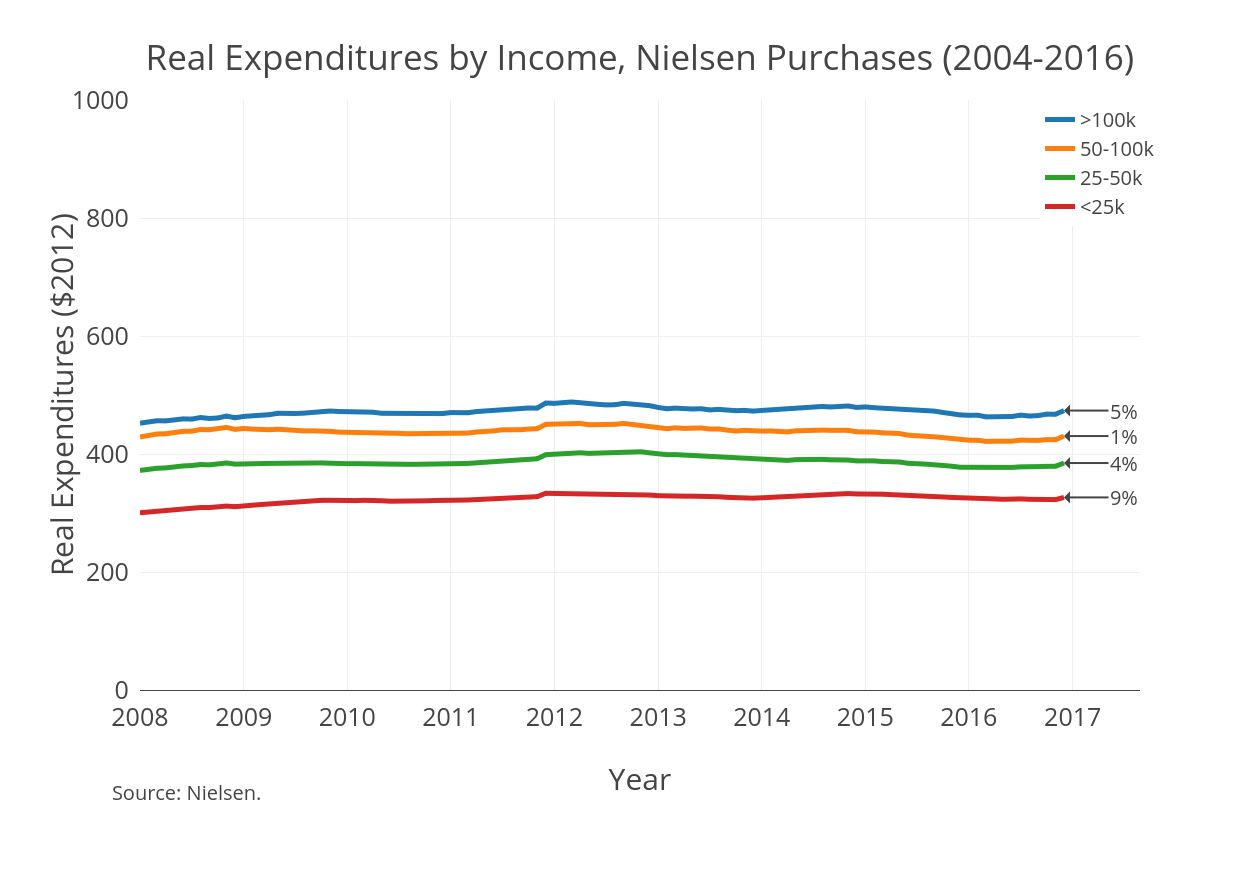 Real Expenditures by Income, Nielsen Purchases (2004-2016)
1000
800
600
400
200
0
Real Expenditures ($2012)
>100k
50-100k
25-50k
<25k
5%
1%
4%
9%
2008 2009 2010 2011 2012 2013 2014 2015 2016 2017
Year
Source: Nielsen.